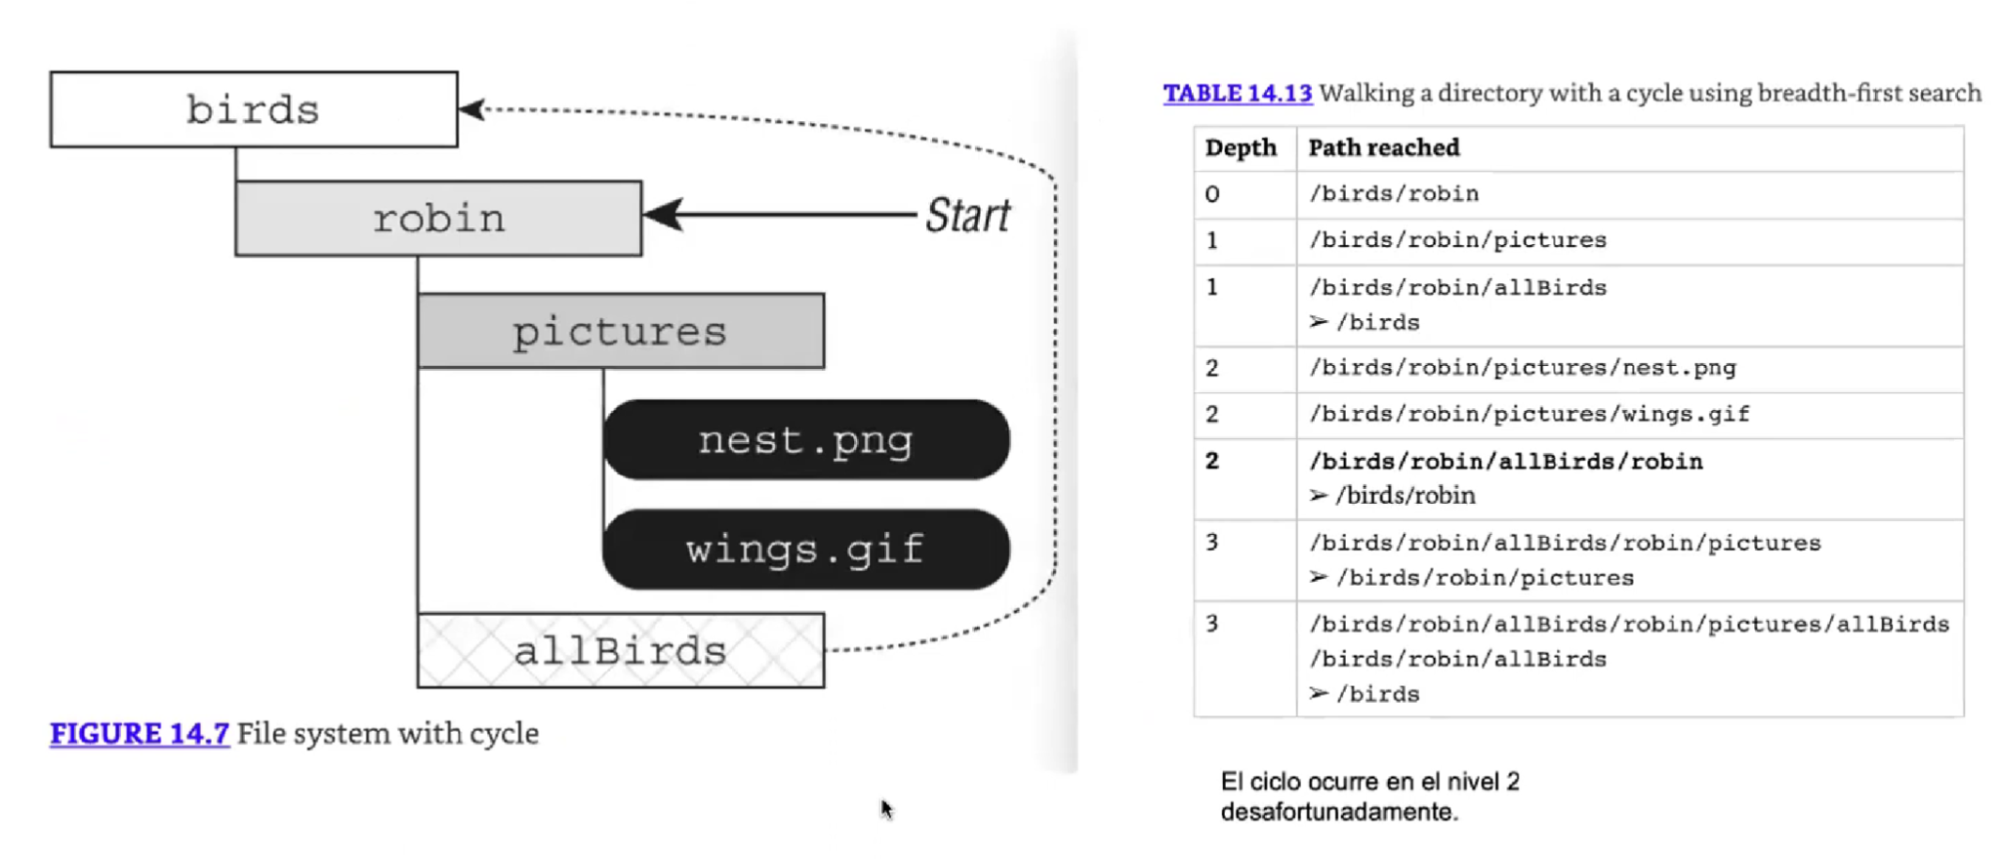 birds
robin
Start
pictures
nest.png
wings.gif
allBirds
FIGURE 14.7 File system with cycle
TABLE 14.13 Walking a directory with a cycle using breadth-first search
Depth Path reached
0 /birds/robin
1 /birds/robin/pictures
1 /birds/robin/allBirds
➢ /birds
2 /birds/robin/pictures/nest.png
2 /birds/robin/pictures/wings.gif
2 /birds/robin/allBirds/robin
➢ /birds/robin
3 /birds/robin/allBirds/robin/pictures
➢ /birds/robin/pictures
3 /birds/robin/allBirds/robin/pictures/allBirds
/birds/robin/allBirds
➢ /birds
El ciclo ocurre en el nivel 2
desafortunadamente.